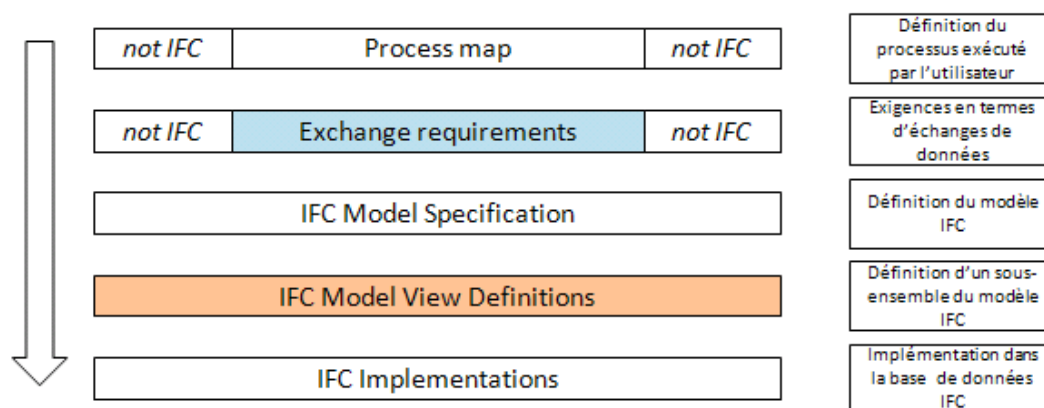 not IFC Process map not IFC
Définition du
processus exécuté
par l'utilisateur
not IFC Exchange requirements not IFC
Exigences en termes
d'échanges de
données
IFC Model Specification
Définition du modèle
IFC
IFC Model View Definitions
Définition d'un sous-
ensemble du modèle
IFC
IFC Implementations
Implémentation dans
la base de données
IFC